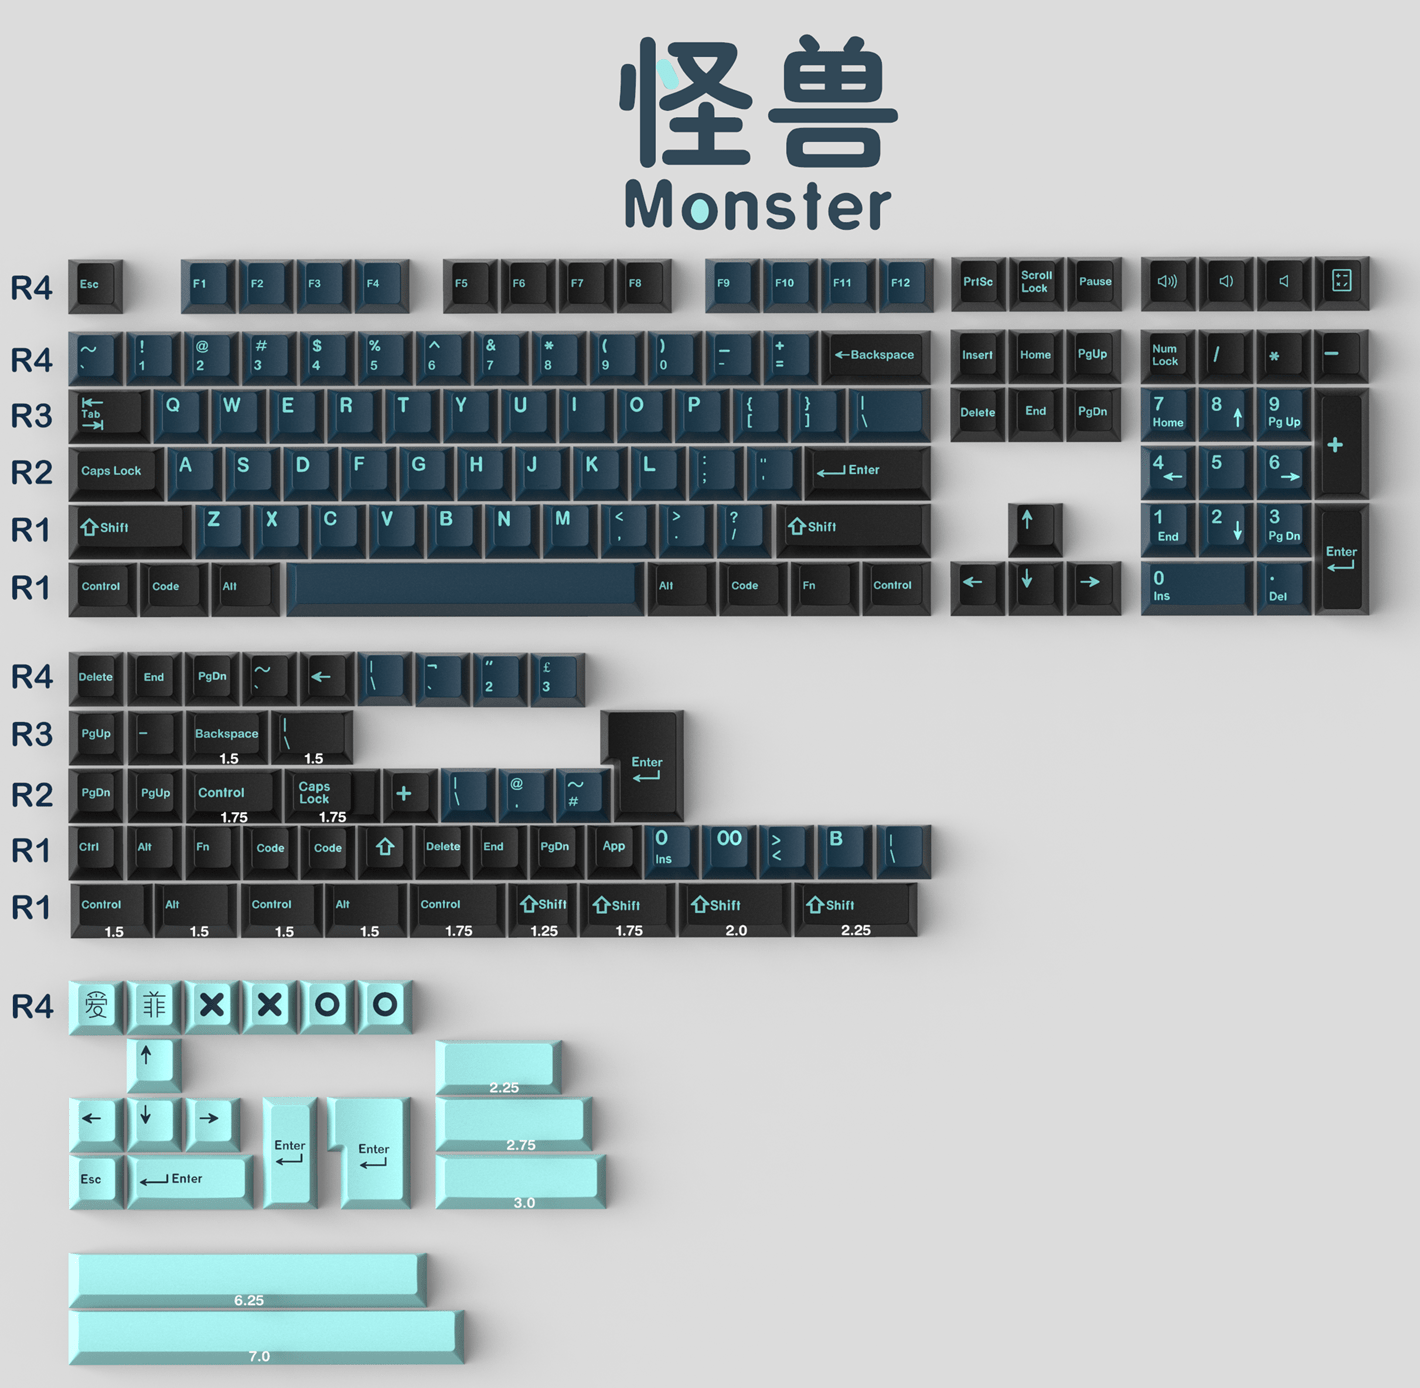 怪兽
Monster
R4 Esc F1 F2 F3 F4 F5 F6 F7 F8 F9 F10 F11 F12 PrtSc Scroll Lock Pause
R4 ~ ` ! 1 @ 2 # 3 $ 4 % 5 ^ 6 & 7 * 8 ( 9 ) 0 _ - + = ←Backspace Insert Home PgUp Num Lock / * −
R3 Tab Q W E R T Y U I O P { [ } ] | \ Delete End PgDn 7 Home 8 ↑ 9 Pg Up +
R2 Caps Lock A S D F G H J K L : ; " ' Enter 4 ← 5 6 →
R1 ⇧Shift Z X C V B N M < , > . ? / ⇧Shift ↑ 1 End 2 ↓ 3 Pg Dn Enter
R1 Control Code Alt Alt Code Fn Control ← ↓ → 0 Ins . Del
R4 Delete End PgDn ~ ` ← | \ ¬ ` " 2 £ 3
R3 PgUp − Backspace 1.5 | \ 1.5 Enter
R2 PgDn PgUp Control 1.75 Caps Lock 1.75 + | \ @ ' ~ #
R1 Ctrl Alt Fn Code Code ⇧ Delete End PgDn App 0 Ins 00 > < B | \
R1 Control 1.5 Alt 1.5 Control 1.5 Alt 1.5 Control 1.75 ⇧Shift 1.25 ⇧Shift 1.75 ⇧Shift 2.0 ⇧Shift 2.25
R4 爱 菲 X X O O
↑ 2.25
← ↓ → Enter Enter 2.75
Esc Enter 3.0
6.25
7.0